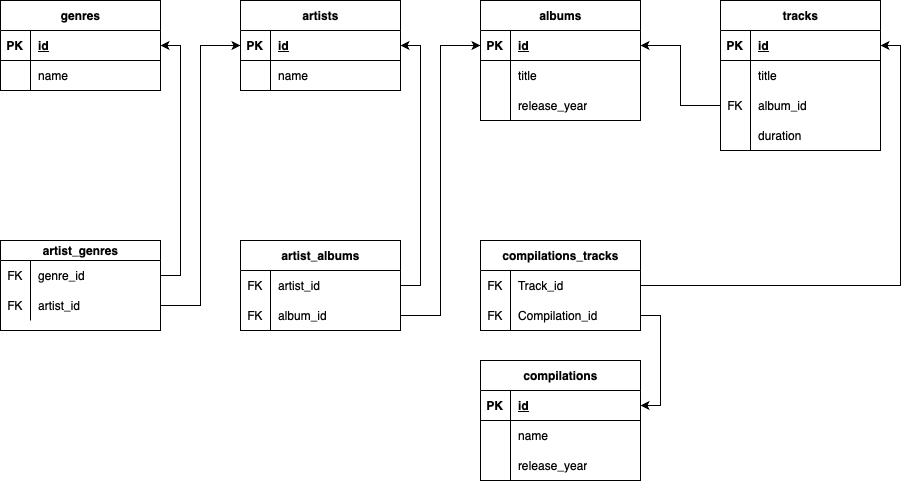 genres
PK id
name
artists
PK id
name
albums
PK id
title
release_year
tracks
PK id
title
FK album_id
duration
artist_genres
FK genre_id
FK artist_id
artist_albums
FK artist_id
FK album_id
compilations_tracks
FK Track_id
FK Compilation_id
compilations
PK id
name
release_year